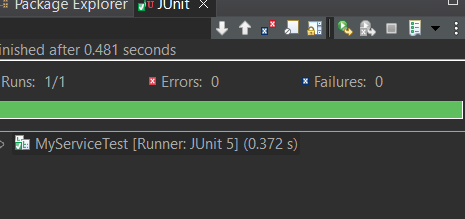 Package Explorer JUnit
inished after 0.481 seconds
Runs: 1/1 Errors: 0 Failures: 0
MyServiceTest [Runner: JUnit 5] (0.372 s)